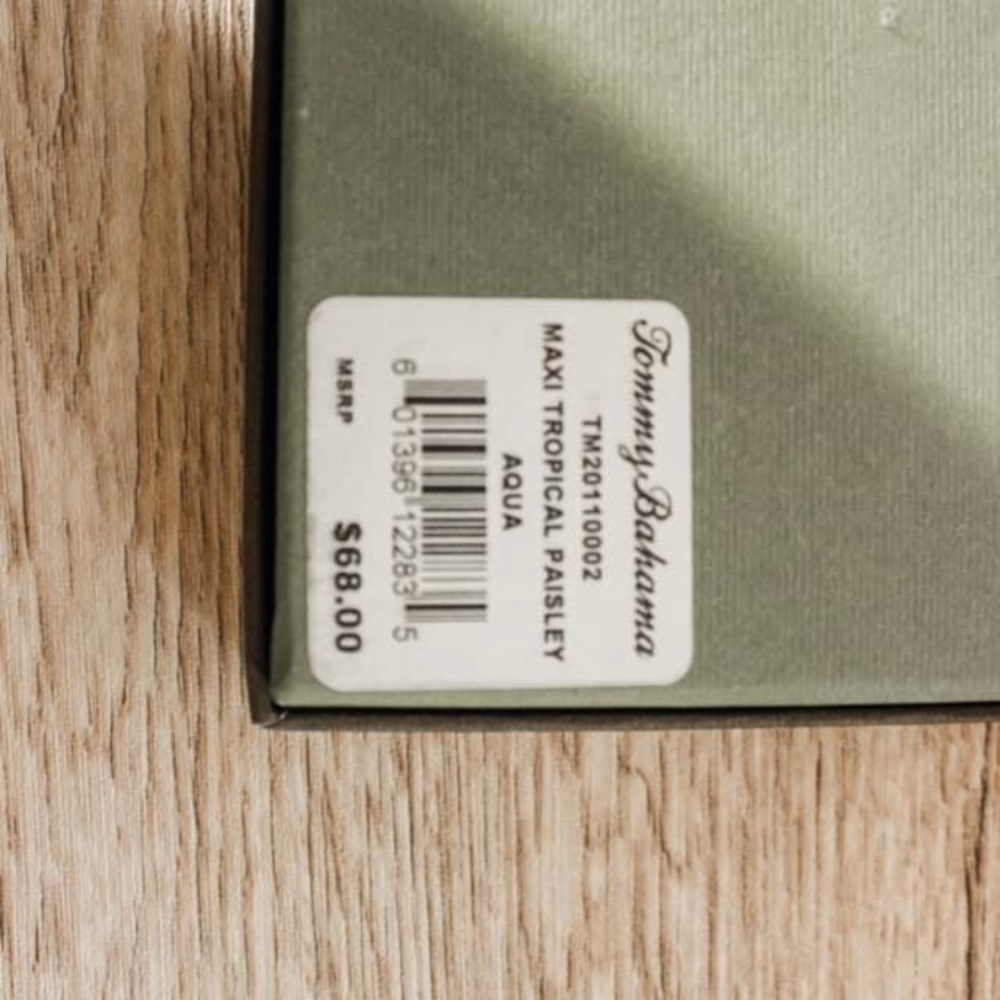 Tommy Bahama
TM20110002
MAXI TROPICAL PAISLEY
AQUA
6 01396 12283 5
MSRP $68.00